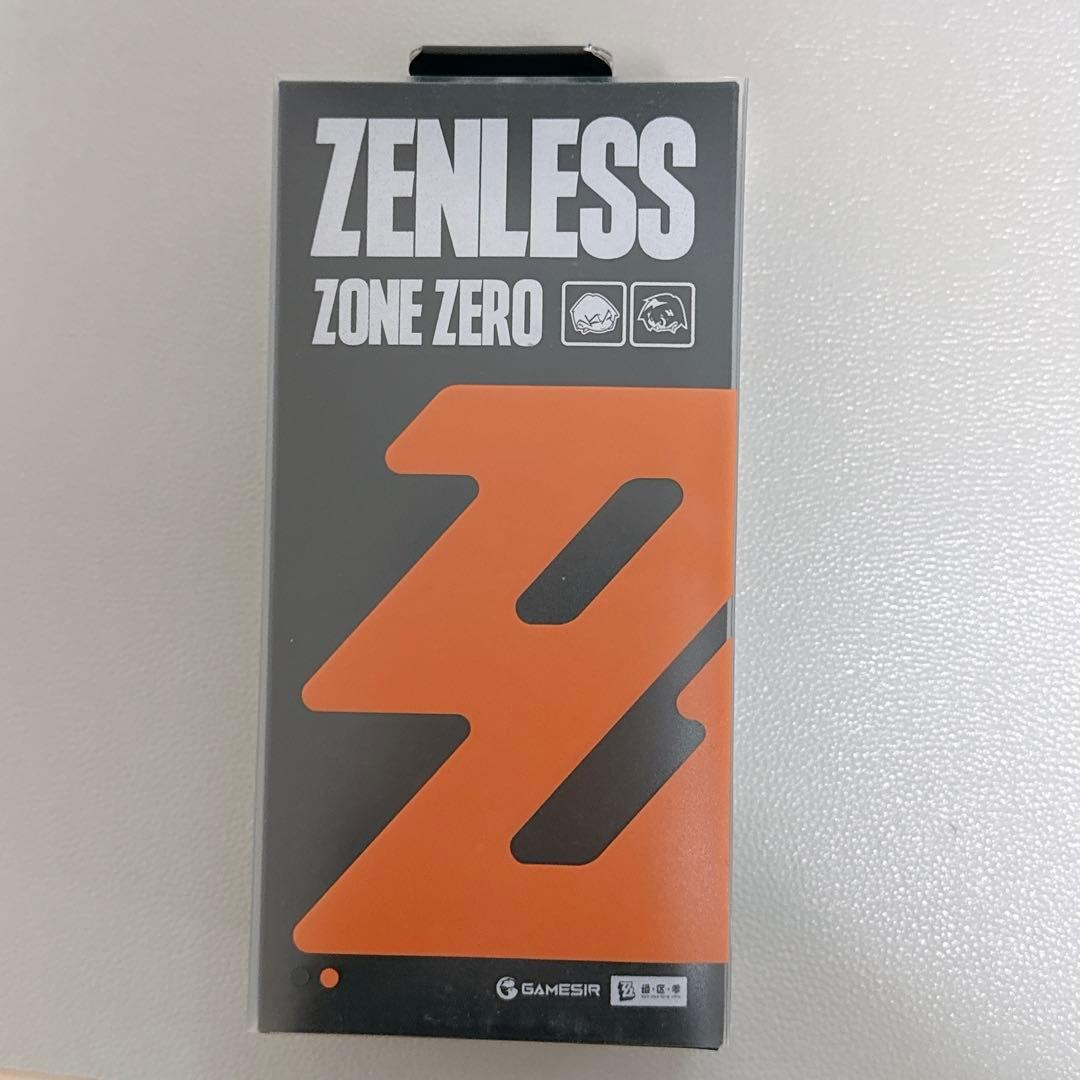 ZENLESS
ZONE ZERO
GAMESIR
绝·区·零